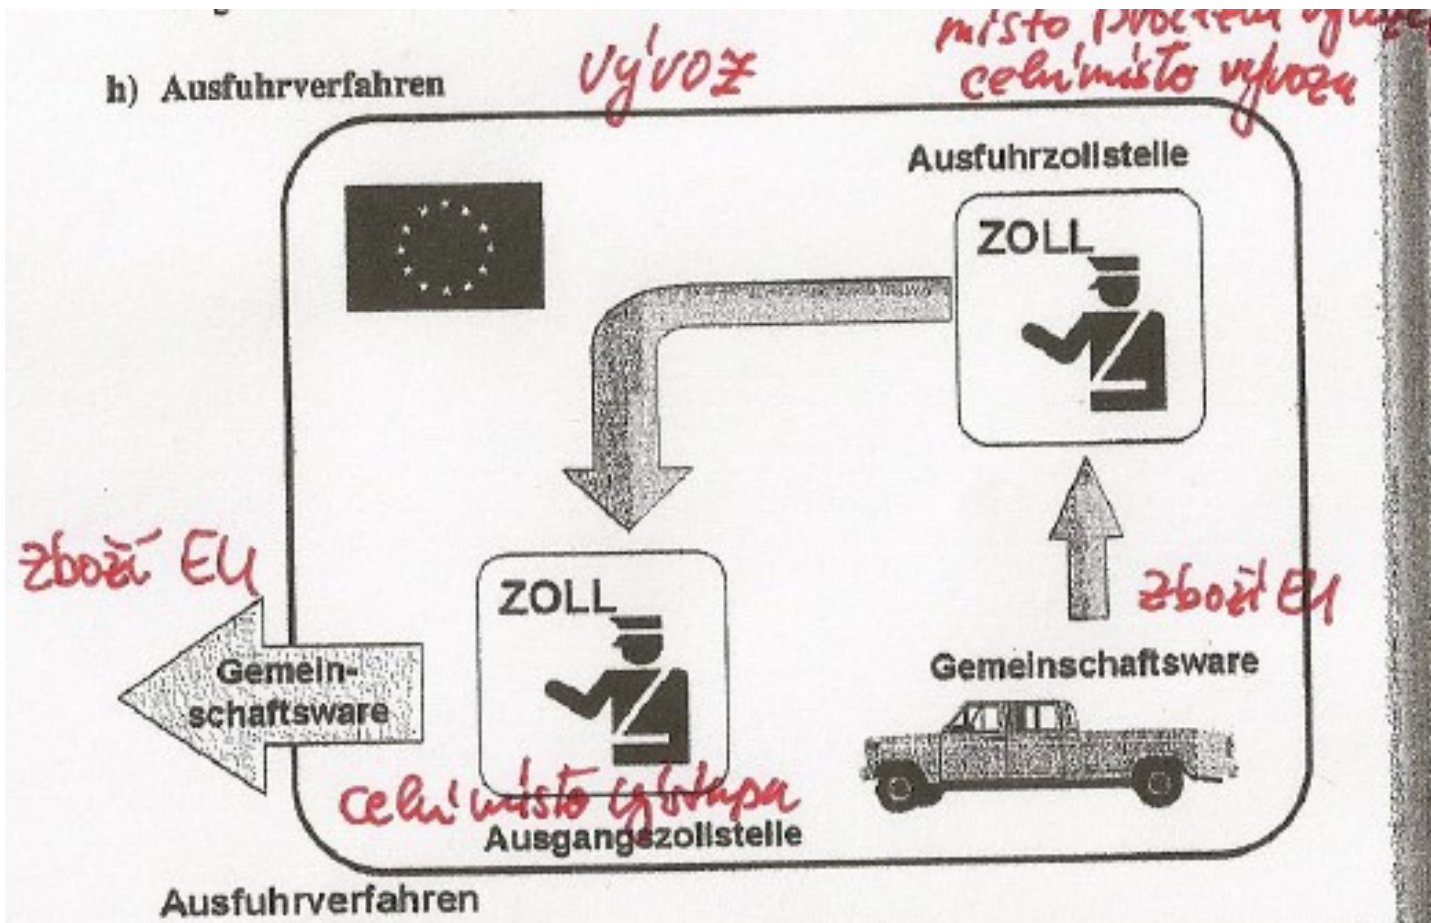 h) Ausfuhrverfahren
vývoz
místo
celní místo vývozu
Ausfuhrzollstelle
ZOLL
zboží EU
ZOLL
zboží EU
Gemein-
schaftsware
Gemeinschaftsware
celní místo výstupu
Ausgangszollstelle
Ausfuhrverfahren